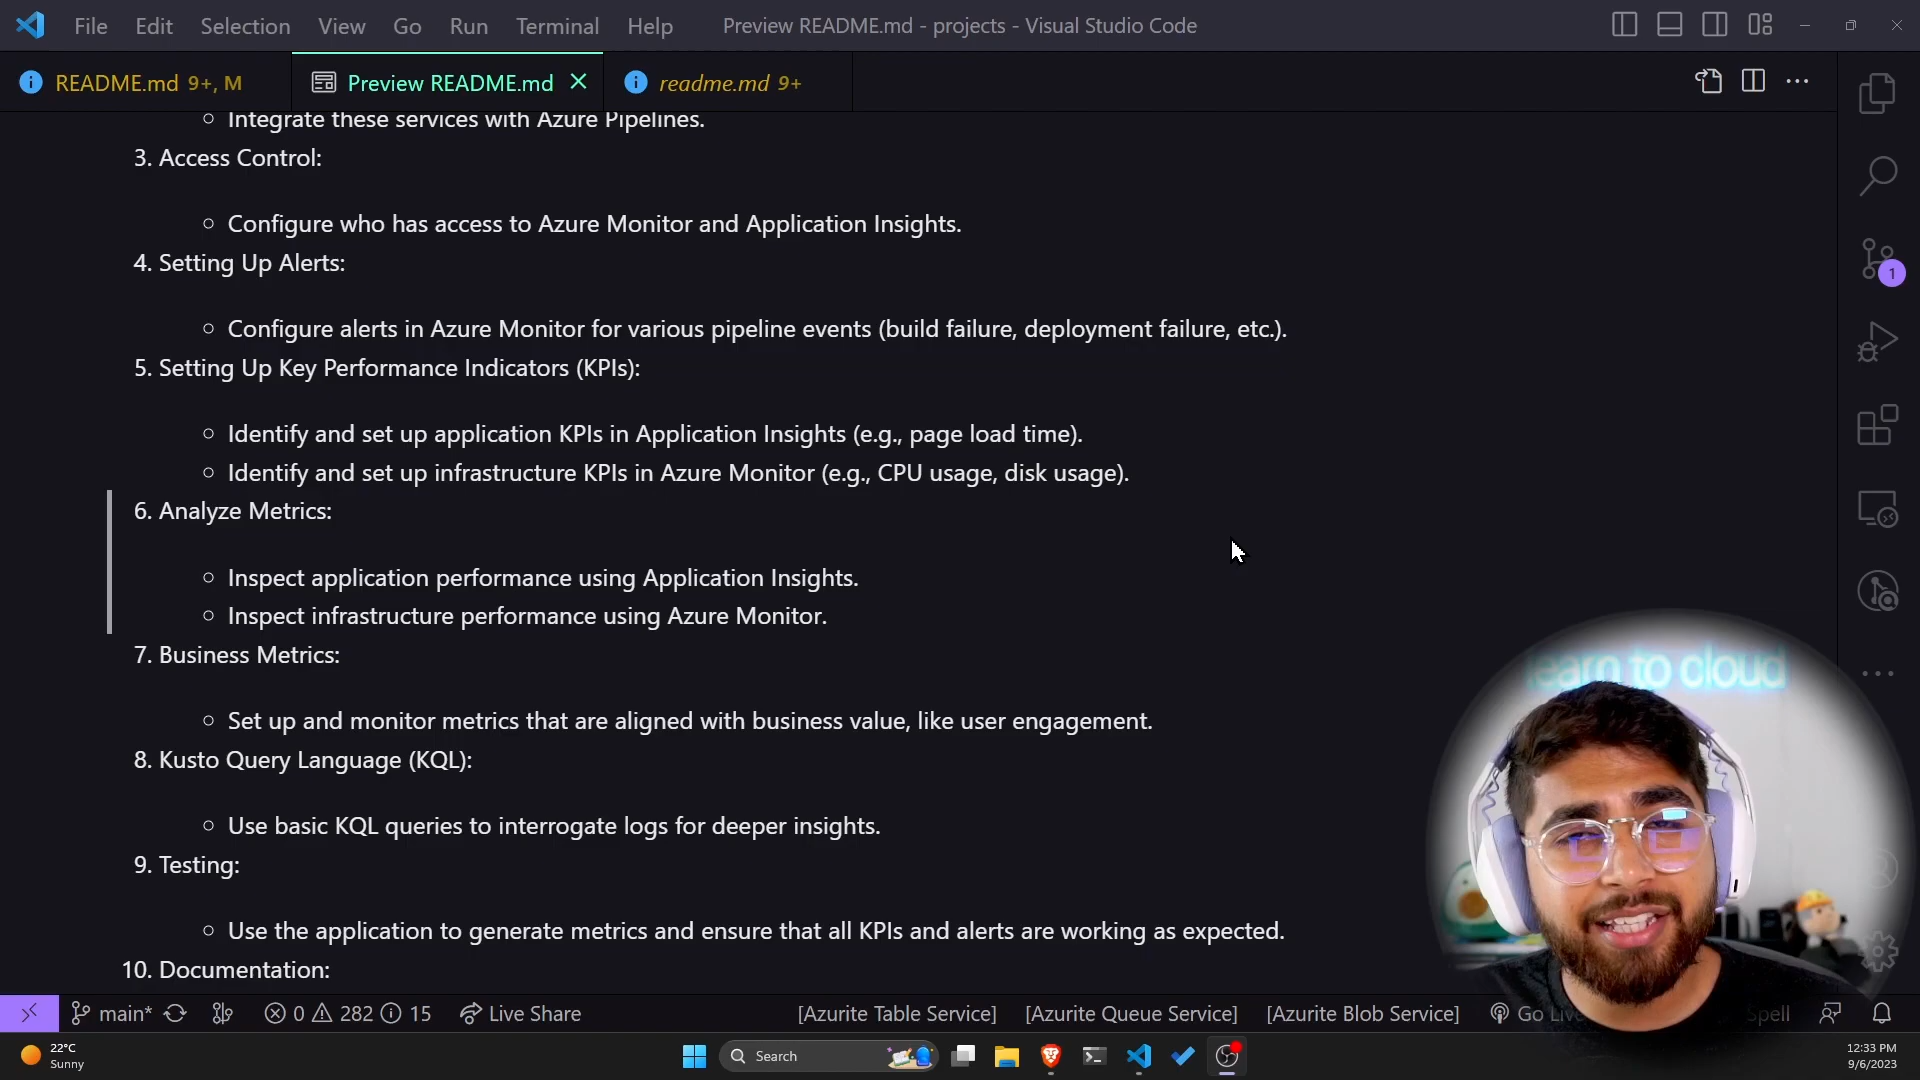 File Edit Selection View Go Run Terminal Help Preview README.md - projects - Visual Studio Code
README.md 9+, M Preview README.md readme.md 9+
Integrate these services with Azure Pipelines.
3. Access Control:
Configure who has access to Azure Monitor and Application Insights.
4. Setting Up Alerts:
Configure alerts in Azure Monitor for various pipeline events (build failure, deployment failure, etc.).
5. Setting Up Key Performance Indicators (KPIs):
Identify and set up application KPIs in Application Insights (e.g., page load time).
Identify and set up infrastructure KPIs in Azure Monitor (e.g., CPU usage, disk usage).
6. Analyze Metrics:
Inspect application performance using Application Insights.
Inspect infrastructure performance using Azure Monitor.
7. Business Metrics:
Set up and monitor metrics that are aligned with business value, like user engagement.
8. Kusto Query Language (KQL):
Use basic KQL queries to interrogate logs for deeper insights.
9. Testing:
Use the application to generate metrics and ensure that all KPIs and alerts are working as expected.
10. Documentation:
1
learn to cloud
main* 0 282 15 Live Share [Azurite Table Service] [Azurite Queue Service] [Azurite Blob Service] Go Live Spell
22°C
Sunny
Search
12:33 PM
9/6/2023